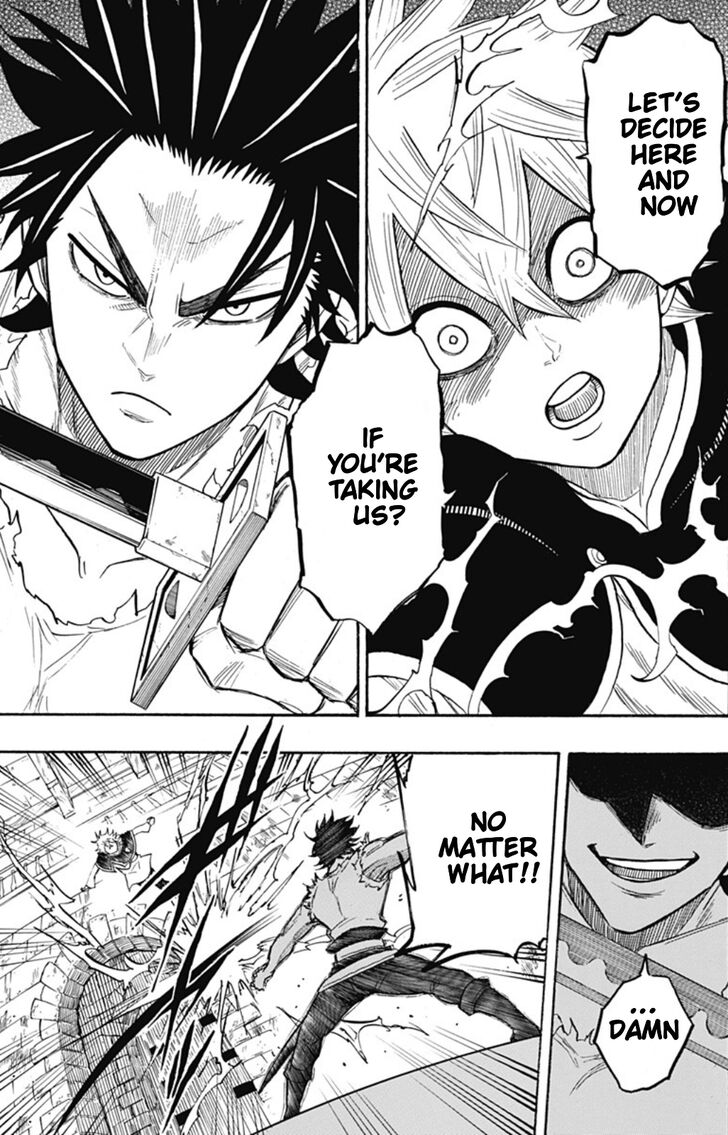 LET'S
DECIDE
HERE
AND
NOW
IF
YOU'RE
TAKING
US?
...
DAMN
NO
MATTER
WHAT!!